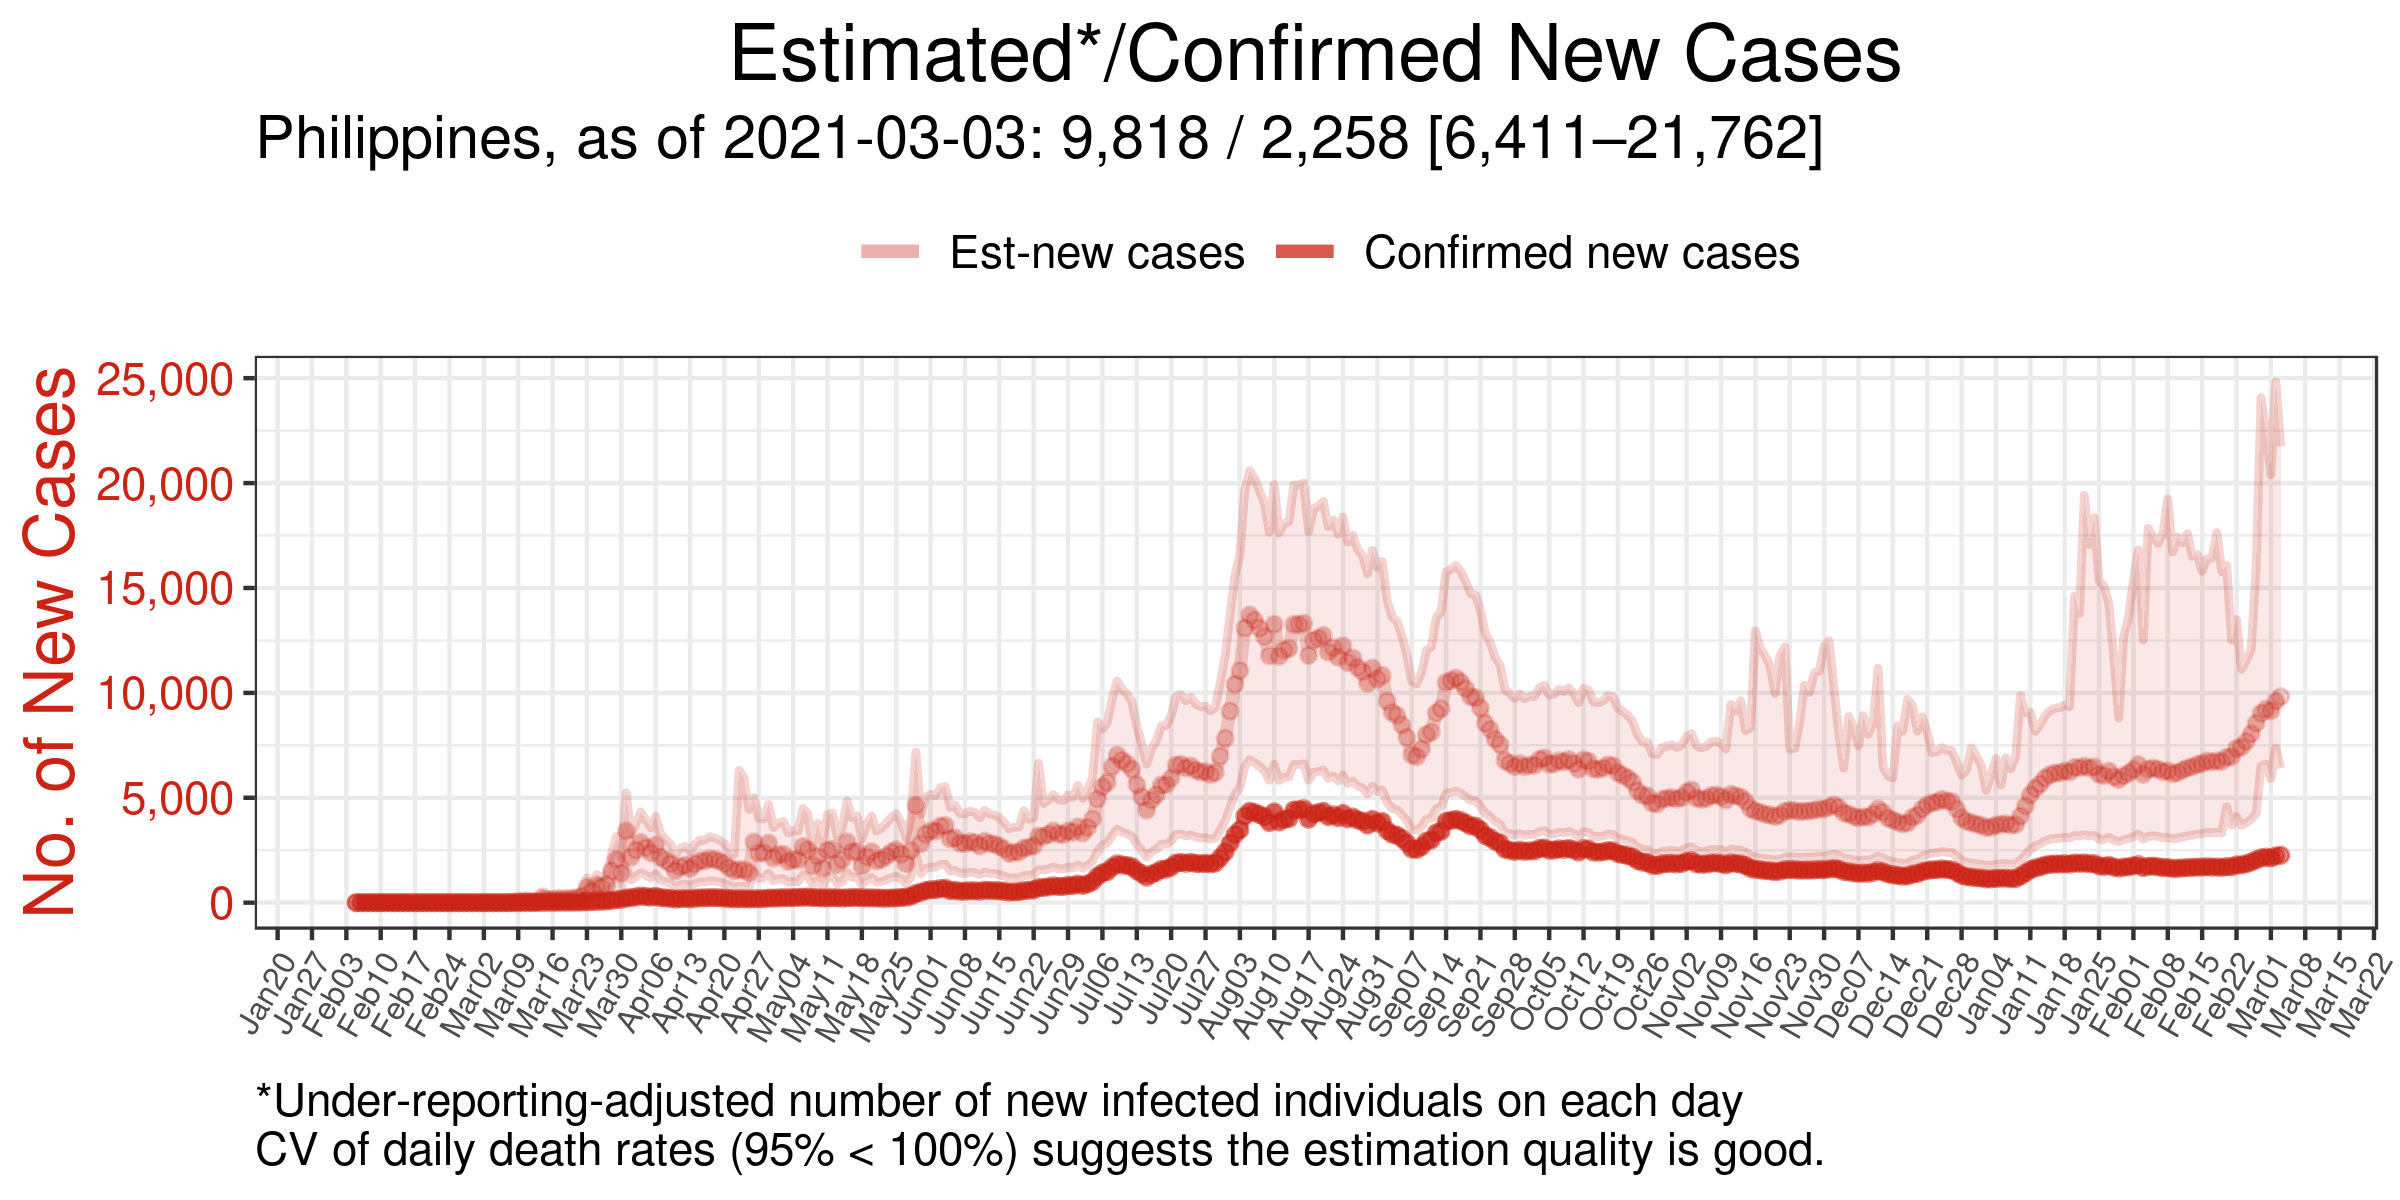 Estimated*/Confirmed New Cases
Philippines, as of 2021-03-03: 9,818 / 2,258 [6,411–21,762]
Est-new cases Confirmed new cases
No. of New Cases
25,000
20,000
15,000
10,000
5,000
0
Jan20 Jan27 Feb03 Feb10 Feb17 Feb24 Mar02 Mar09 Mar16 Mar23 Mar30 Apr06 Apr13 Apr20 Apr27 May04 May11 May18 May25 Jun01 Jun08 Jun15 Jun22 Jun29 Jul06 Jul13 Jul20 Jul27 Aug03 Aug10 Aug17 Aug24 Aug31 Sep07 Sep14 Sep21 Sep28 Oct05 Oct12 Oct19 Oct26 Nov02 Nov09 Nov16 Nov23 Nov30 Dec07 Dec14 Dec21 Dec28 Jan04 Jan11 Jan18 Jan25 Feb01 Feb08 Feb15 Feb22 Mar01 Mar08 Mar15 Mar22
*Under-reporting-adjusted number of new infected individuals on each day
CV of daily death rates (95% < 100%) suggests the estimation quality is good.